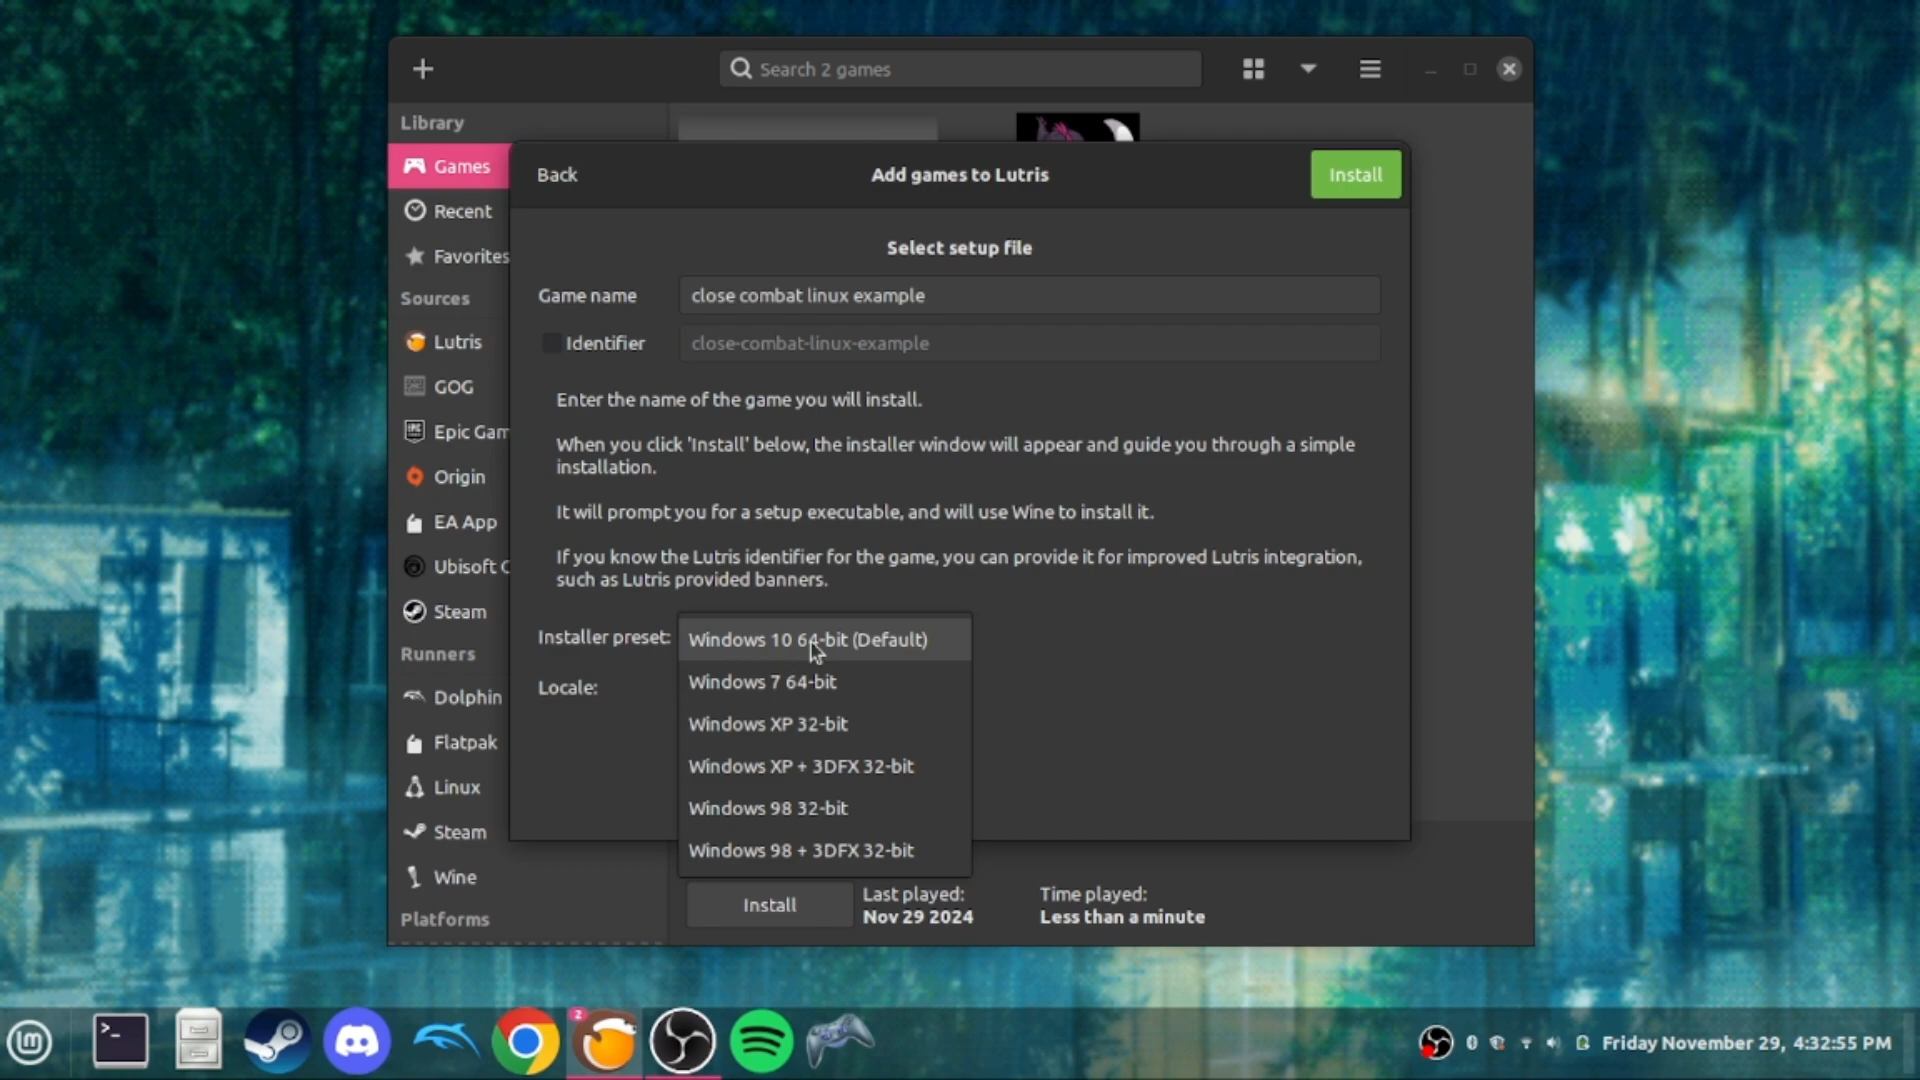 Search 2 games
Library
Games
Recent
Favorites
Sources
Lutris
GOG
Epic Gam
Origin
EA App
Ubisoft C
Steam
Runners
Dolphin
Flatpak
Linux
Steam
Wine
Platforms
Back
Add games to Lutris
Install
Select setup file
Game name
close combat linux example
Identifier
close-combat-linux-example
Enter the name of the game you will install.
When you click 'Install' below, the installer window will appear and guide you through a simple
installation.
It will prompt you for a setup executable, and will use Wine to install it.
If you know the Lutris identifier for the game, you can provide it for improved Lutris integration,
such as Lutris provided banners.
Installer preset:
Windows 10 64-bit (Default)
Windows 7 64-bit
Locale:
Windows XP 32-bit
Windows XP + 3DFX 32-bit
Windows 98 32-bit
Windows 98 + 3DFX 32-bit
Install
Last played:
Nov 29 2024
Time played:
Less than a minute
2
Friday November 29, 4:32:55 PM